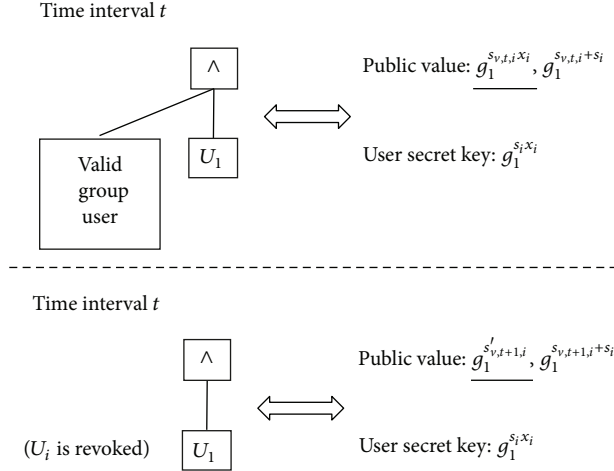 Time interval t
∧
Public value: g₁^{s_{v,t,i} x_i}, g₁^{s_{v,t,i}+s_i}
Valid
group
user
U₁
User secret key: g₁^{s_i x_i}
Time interval t
∧
Public value: g₁^{s′_{v,t+1,i}}, g₁^{s_{v,t+1,i}+s_i}
(U_i is revoked)
U₁
User secret key: g₁^{s_i x_i}